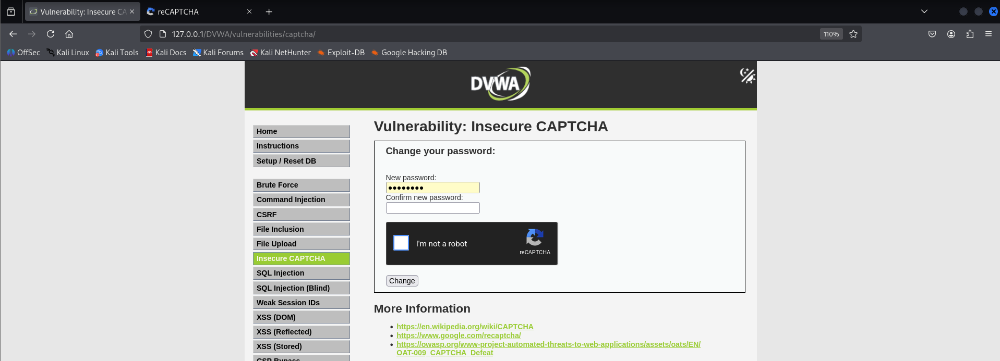 Vulnerability: Insecure CA
reCAPTCHA
127.0.0.1/DVWA/vulnerabilities/captcha/
110%
OffSec
Kali Linux
Kali Tools
Kali Docs
Kali Forums
Kali NetHunter
Exploit-DB
Google Hacking DB
DVWA
Home
Instructions
Setup / Reset DB
Brute Force
Command Injection
CSRF
File Inclusion
File Upload
Insecure CAPTCHA
SQL Injection
SQL Injection (Blind)
Weak Session IDs
XSS (DOM)
XSS (Reflected)
XSS (Stored)
CSP Bypass
Vulnerability: Insecure CAPTCHA
Change your password:
New password:
••••••••
Confirm new password:
I'm not a robot
reCAPTCHA
Change
More Information
• https://en.wikipedia.org/wiki/CAPTCHA
• https://www.google.com/recaptcha/
• https://owasp.org/www-project-automated-threats-to-web-applications/assets/oats/EN/
OAT-009_CAPTCHA_Defeat